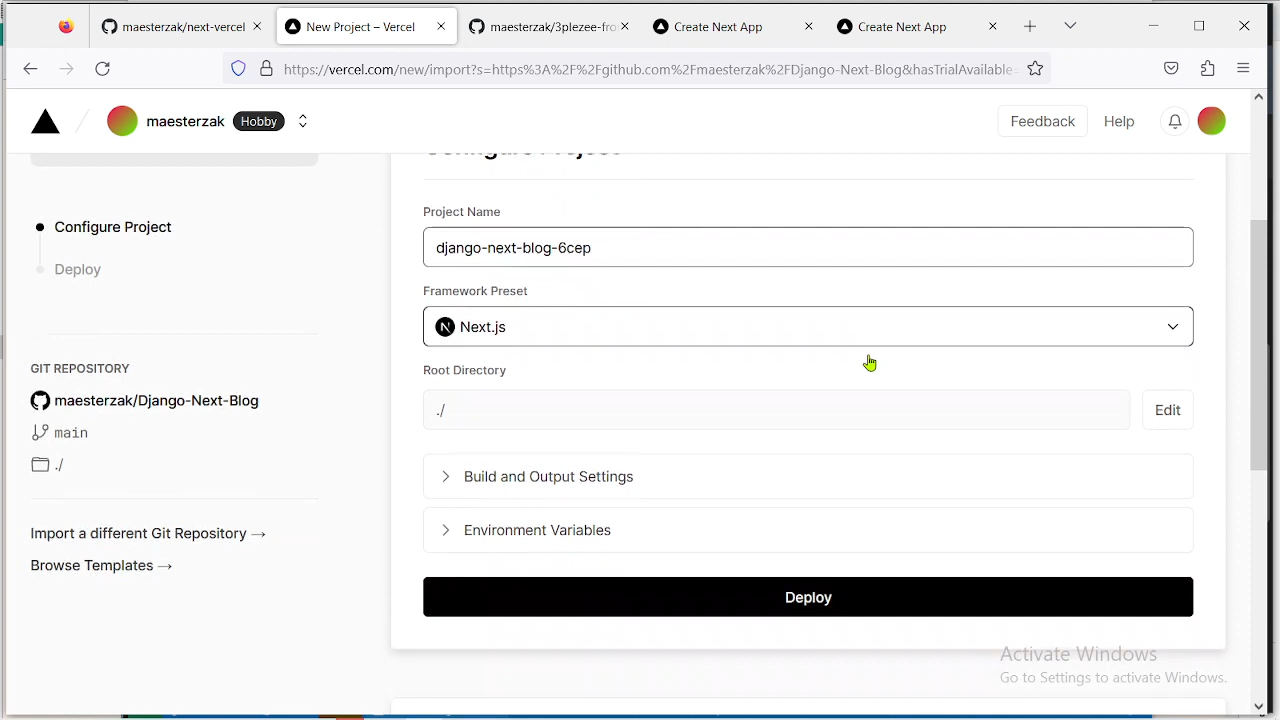 maesterzak/next-vercel
New Project – Vercel
maesterzak/3plezee-fro
Create Next App
Create Next App
https://vercel.com/new/import?s=https%3A%2F%2Fgithub.com%2Fmaesterzak%2FDjango-Next-Blog&hasTrialAvailable=
maesterzak Hobby
Feedback
Help
Configure Project
Configure Project
Deploy
GIT REPOSITORY
maesterzak/Django-Next-Blog
main
./
Import a different Git Repository →
Browse Templates →
Project Name
django-next-blog-6cep
Framework Preset
N Next.js
Root Directory
./
Edit
Build and Output Settings
Environment Variables
Deploy
Activate Windows
Go to Settings to activate Windows.